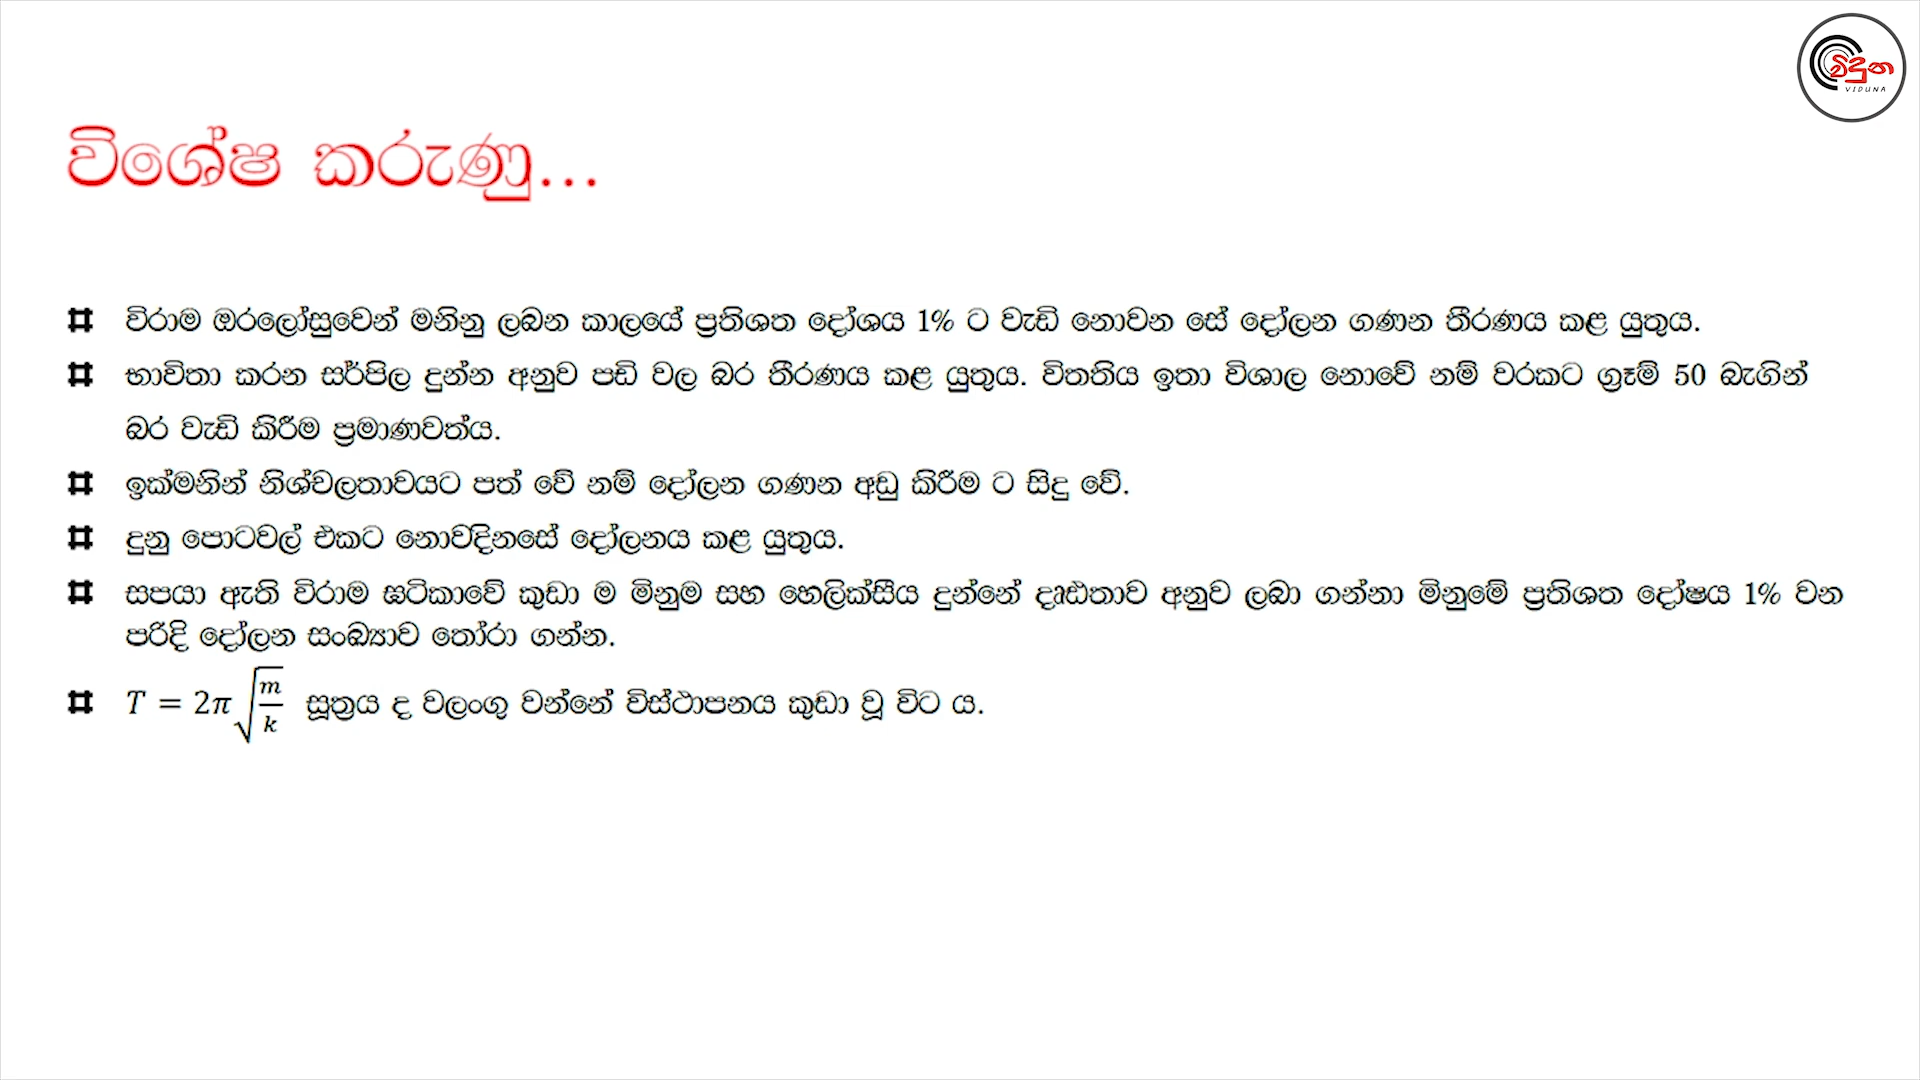 විදුන
VIDUNA
විශේෂ කරුණු...
විරාම ඔරලෝසුවෙන් මනිනු ලබන කාලයේ ප්‍රතිශත දෝශය 1% ට වැඩි නොවන සේ දෝලන ගණන තීරණය කළ යුතුය.
භාවිතා කරන සර්පිල දුන්න අනුව පඩි වල බර තීරණය කළ යුතුය. විතතිය ඉතා විශාල නොවේ නම් වරකට ග්‍රෑම් 50 බැගින්
බර වැඩි කිරීම ප්‍රමාණවත්ය.
ඉක්මනින් නිශ්චලතාවයට පත් වේ නම් දෝලන ගණන අඩු කිරීම ට සිදු වේ.
දුනු පොටවල් එකට නොවදිනසේ දෝලනය කළ යුතුය.
සපයා ඇති විරාම ඝටිකාවේ කුඩා ම මිනුම සහ හෙලික්සීය දුන්නේ දෘඪතාව අනුව ලබා ගන්නා මිනුමේ ප්‍රතිශත දෝෂය 1% වන
පරිදි දෝලන සංඛ්‍යාව තෝරා ගන්න.
T = 2π√(m/k) සූත්‍රය ද වලංගු වන්නේ විස්ථාපනය කුඩා වූ විට ය.